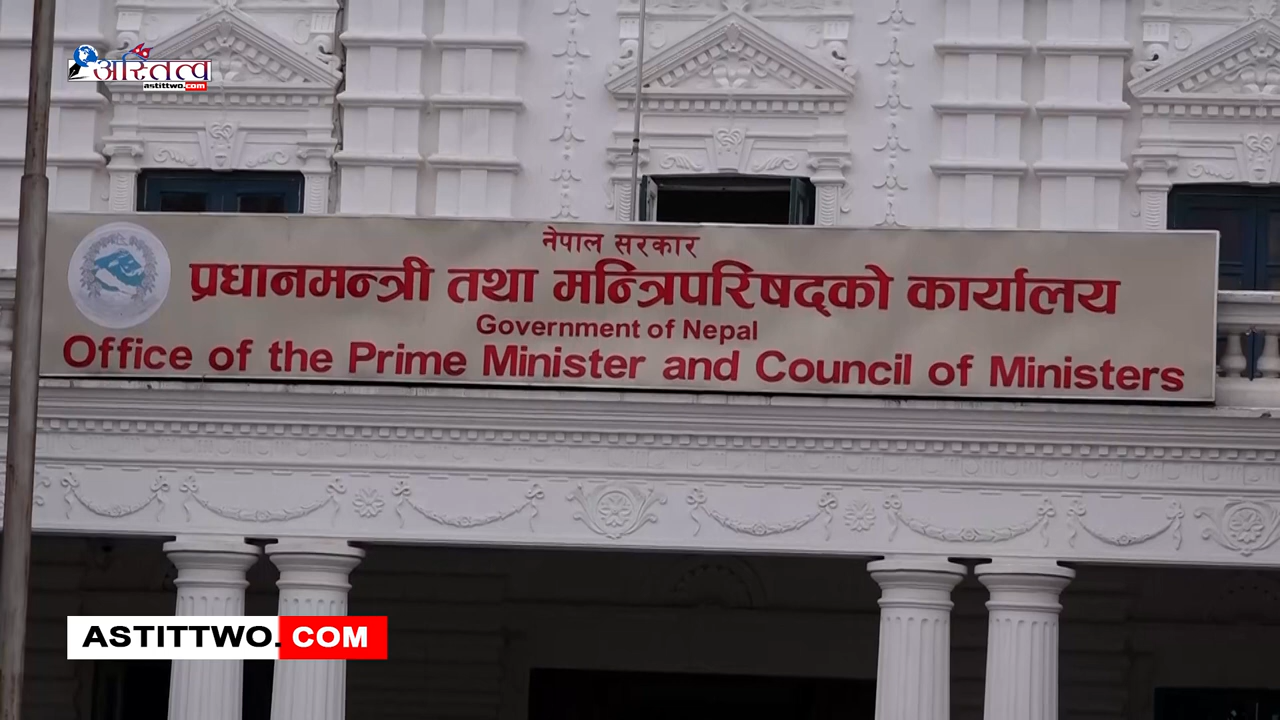 अस्तित्व
astittwo.com
नेपाल सरकार
प्रधानमन्त्री तथा मन्त्रिपरिषद्को कार्यालय
Government of Nepal
Office of the Prime Minister and Council of Ministers
ASTITTWO. COM